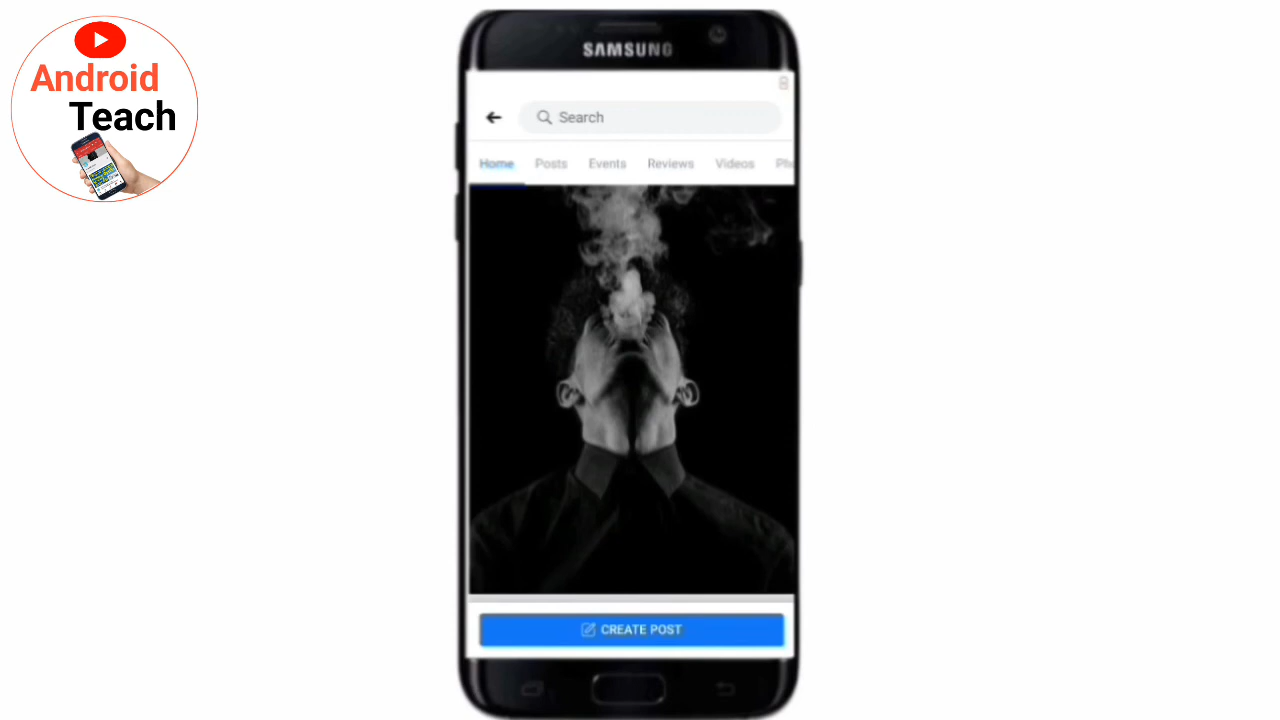 Android
Teach
SAMSUNG
Search
Home Posts Events Reviews Videos
CREATE POST